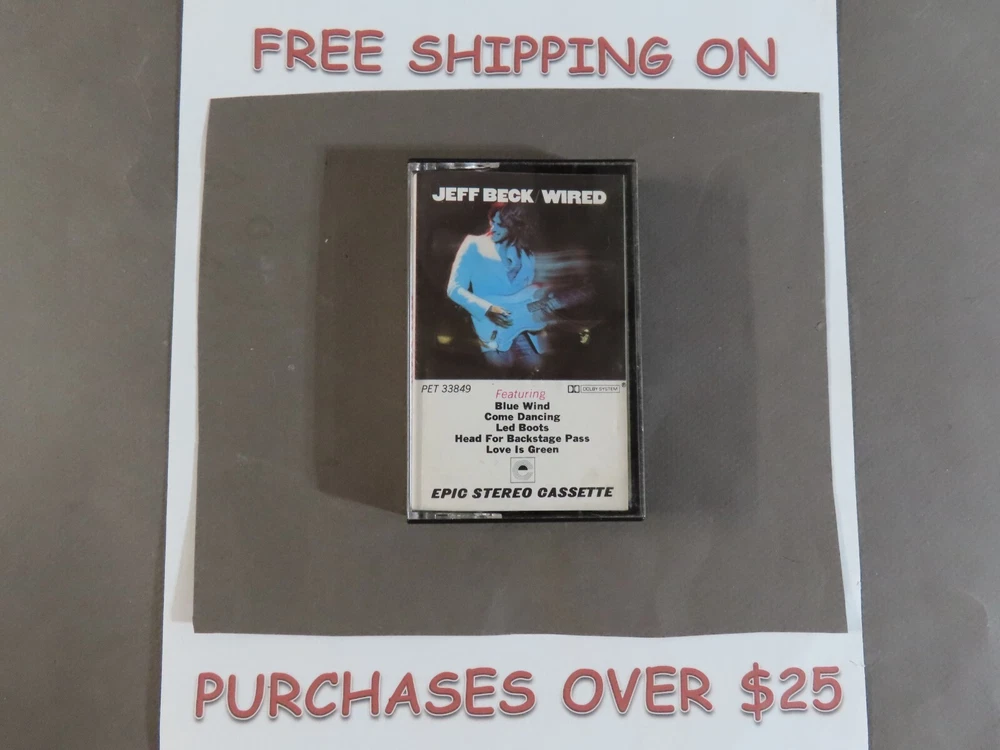 FREE SHIPPING ON
JEFF BECK/WIRED
PET 33849
DOLBY SYSTEM
Featuring
Blue Wind
Come Dancing
Led Boots
Head For Backstage Pass
Love Is Green
EPIC STEREO CASSETTE
PURCHASES OVER $25